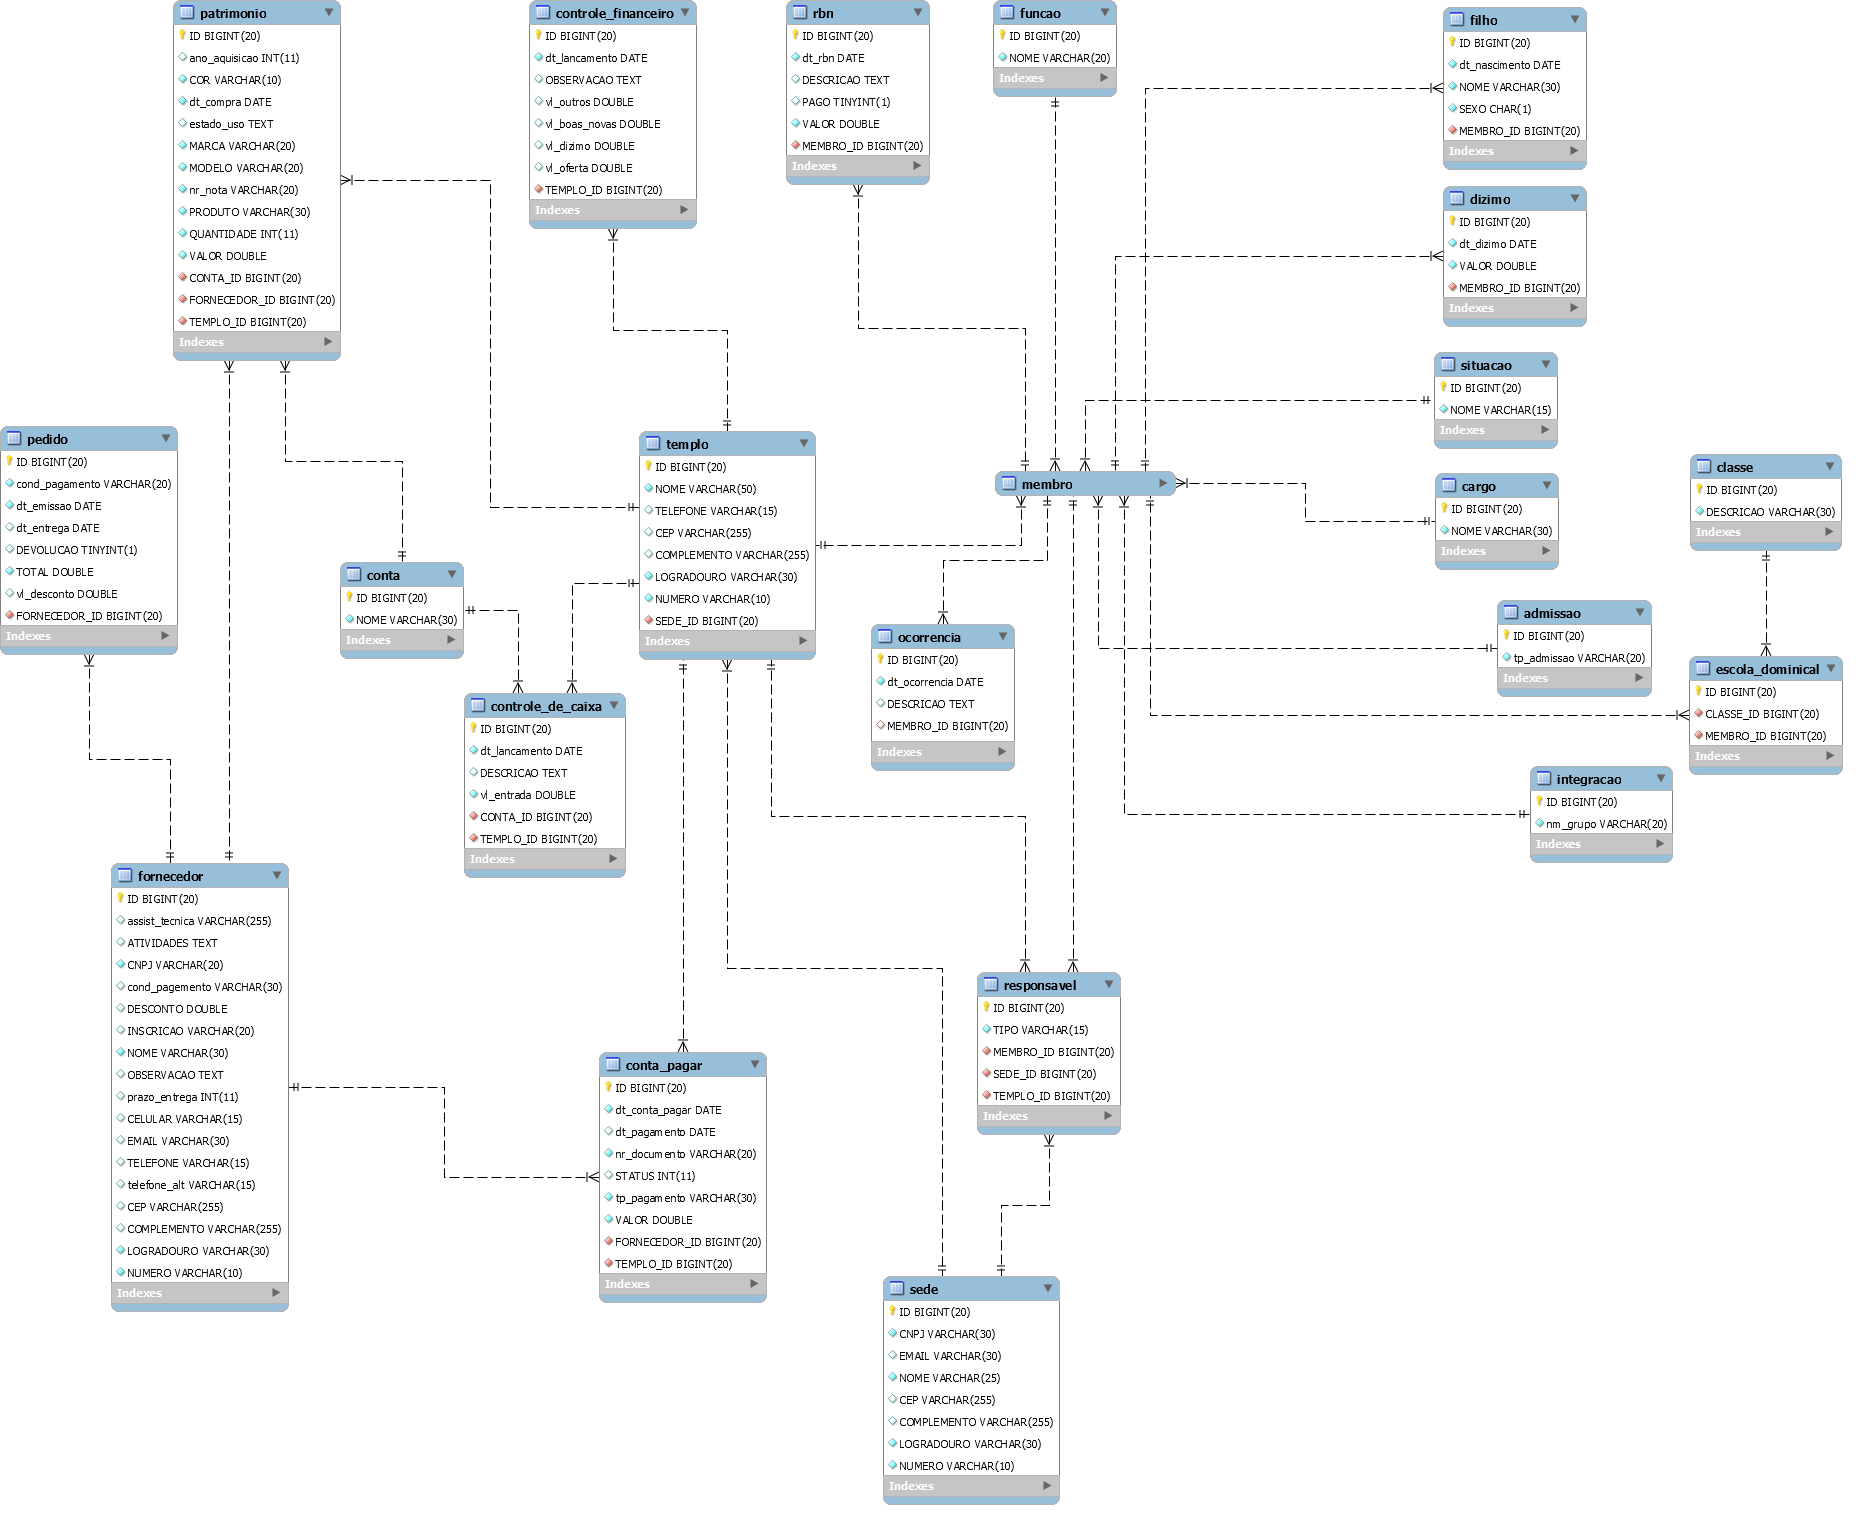 patrimonio
ID BIGINT(20)
ano_aquisicao INT(11)
COR VARCHAR(10)
dt_compra DATE
estado_uso TEXT
MARCA VARCHAR(20)
MODELO VARCHAR(20)
nr_nota VARCHAR(20)
PRODUTO VARCHAR(30)
QUANTIDADE INT(11)
VALOR DOUBLE
CONTA_ID BIGINT(20)
FORNECEDOR_ID BIGINT(20)
TEMPLO_ID BIGINT(20)
Indexes
controle_financeiro
ID BIGINT(20)
dt_lancamento DATE
OBSERVACAO TEXT
vl_outros DOUBLE
vl_boas_novas DOUBLE
vl_dizimo DOUBLE
vl_oferta DOUBLE
TEMPLO_ID BIGINT(20)
Indexes
rbn
ID BIGINT(20)
dt_rbn DATE
DESCRICAO TEXT
PAGO TINYINT(1)
VALOR DOUBLE
MEMBRO_ID BIGINT(20)
Indexes
funcao
ID BIGINT(20)
NOME VARCHAR(20)
Indexes
filho
ID BIGINT(20)
dt_nascimento DATE
NOME VARCHAR(30)
SEXO CHAR(1)
MEMBRO_ID BIGINT(20)
Indexes
dizimo
ID BIGINT(20)
dt_dizimo DATE
VALOR DOUBLE
MEMBRO_ID BIGINT(20)
Indexes
situacao
ID BIGINT(20)
NOME VARCHAR(15)
Indexes
pedido
ID BIGINT(20)
cond_pagamento VARCHAR(20)
dt_emissao DATE
dt_entrega DATE
DEVOLUCAO TINYINT(1)
TOTAL DOUBLE
vl_desconto DOUBLE
FORNECEDOR_ID BIGINT(20)
Indexes
templo
ID BIGINT(20)
NOME VARCHAR(50)
TELEFONE VARCHAR(15)
CEP VARCHAR(255)
COMPLEMENTO VARCHAR(255)
LOGRADOURO VARCHAR(30)
NUMERO VARCHAR(10)
SEDE_ID BIGINT(20)
Indexes
membro
cargo
ID BIGINT(20)
NOME VARCHAR(30)
Indexes
classe
ID BIGINT(20)
DESCRICAO VARCHAR(30)
Indexes
conta
ID BIGINT(20)
NOME VARCHAR(30)
Indexes
ocorrencia
ID BIGINT(20)
dt_ocorrencia DATE
DESCRICAO TEXT
MEMBRO_ID BIGINT(20)
Indexes
admissao
ID BIGINT(20)
tp_admissao VARCHAR(20)
Indexes
escola_dominical
ID BIGINT(20)
CLASSE_ID BIGINT(20)
MEMBRO_ID BIGINT(20)
Indexes
controle_de_caixa
ID BIGINT(20)
dt_lancamento DATE
DESCRICAO TEXT
vl_entrada DOUBLE
CONTA_ID BIGINT(20)
TEMPLO_ID BIGINT(20)
Indexes
integracao
ID BIGINT(20)
nm_grupo VARCHAR(20)
Indexes
fornecedor
ID BIGINT(20)
assist_tecnica VARCHAR(255)
ATIVIDADES TEXT
CNPJ VARCHAR(20)
cond_pagemento VARCHAR(30)
DESCONTO DOUBLE
INSCRICAO VARCHAR(20)
NOME VARCHAR(30)
OBSERVACAO TEXT
prazo_entrega INT(11)
CELULAR VARCHAR(15)
EMAIL VARCHAR(30)
TELEFONE VARCHAR(15)
telefone_alt VARCHAR(15)
CEP VARCHAR(255)
COMPLEMENTO VARCHAR(255)
LOGRADOURO VARCHAR(30)
NUMERO VARCHAR(10)
Indexes
responsavel
ID BIGINT(20)
TIPO VARCHAR(15)
MEMBRO_ID BIGINT(20)
SEDE_ID BIGINT(20)
TEMPLO_ID BIGINT(20)
Indexes
conta_pagar
ID BIGINT(20)
dt_conta_pagar DATE
dt_pagamento DATE
nr_documento VARCHAR(20)
STATUS INT(11)
tp_pagamento VARCHAR(30)
VALOR DOUBLE
FORNECEDOR_ID BIGINT(20)
TEMPLO_ID BIGINT(20)
Indexes
sede
ID BIGINT(20)
CNPJ VARCHAR(30)
EMAIL VARCHAR(30)
NOME VARCHAR(25)
CEP VARCHAR(255)
COMPLEMENTO VARCHAR(255)
LOGRADOURO VARCHAR(30)
NUMERO VARCHAR(10)
Indexes